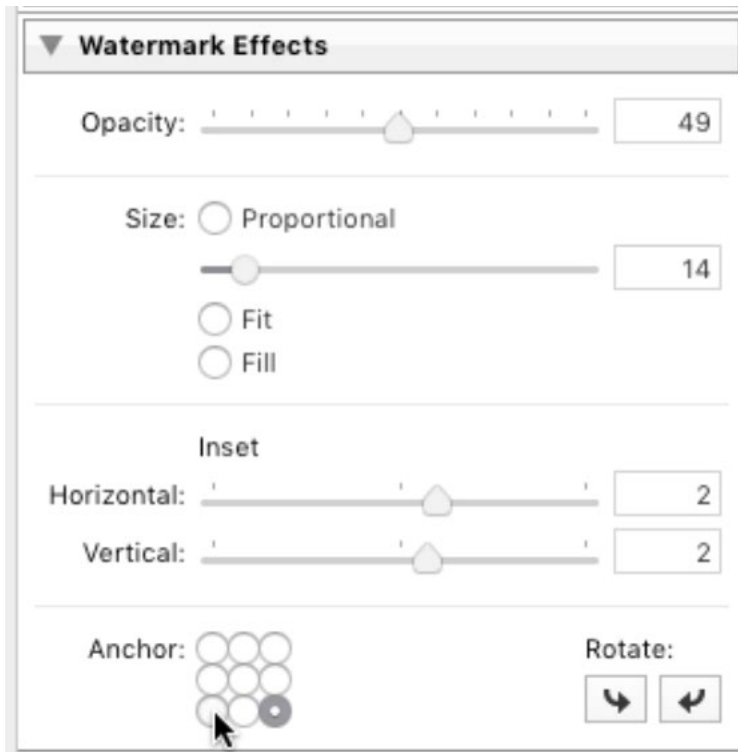 Watermark Effects
Opacity: 49
Size: Proportional
14
Fit
Fill
Inset
Horizontal: 2
Vertical: 2
Anchor: Rotate: